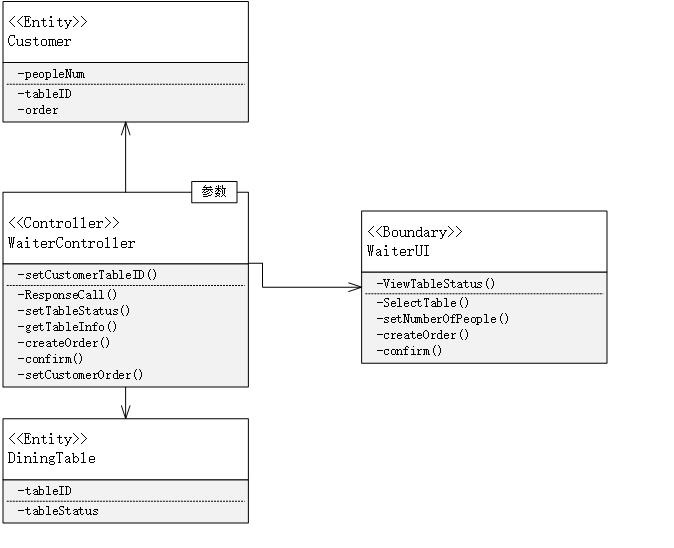 <<Entity>>
Customer
-peopleNum
-tableID
-order
参数
<<Controller>>
WaiterController
-setCustomerTableID()
-ResponseCall()
-setTableStatus()
-getTableInfo()
-createOrder()
-confirm()
-setCustomerOrder()
<<Boundary>>
WaiterUI
-ViewTableStatus()
-SelectTable()
-setNumberOfPeople()
-createOrder()
-confirm()
<<Entity>>
DiningTable
-tableID
-tableStatus